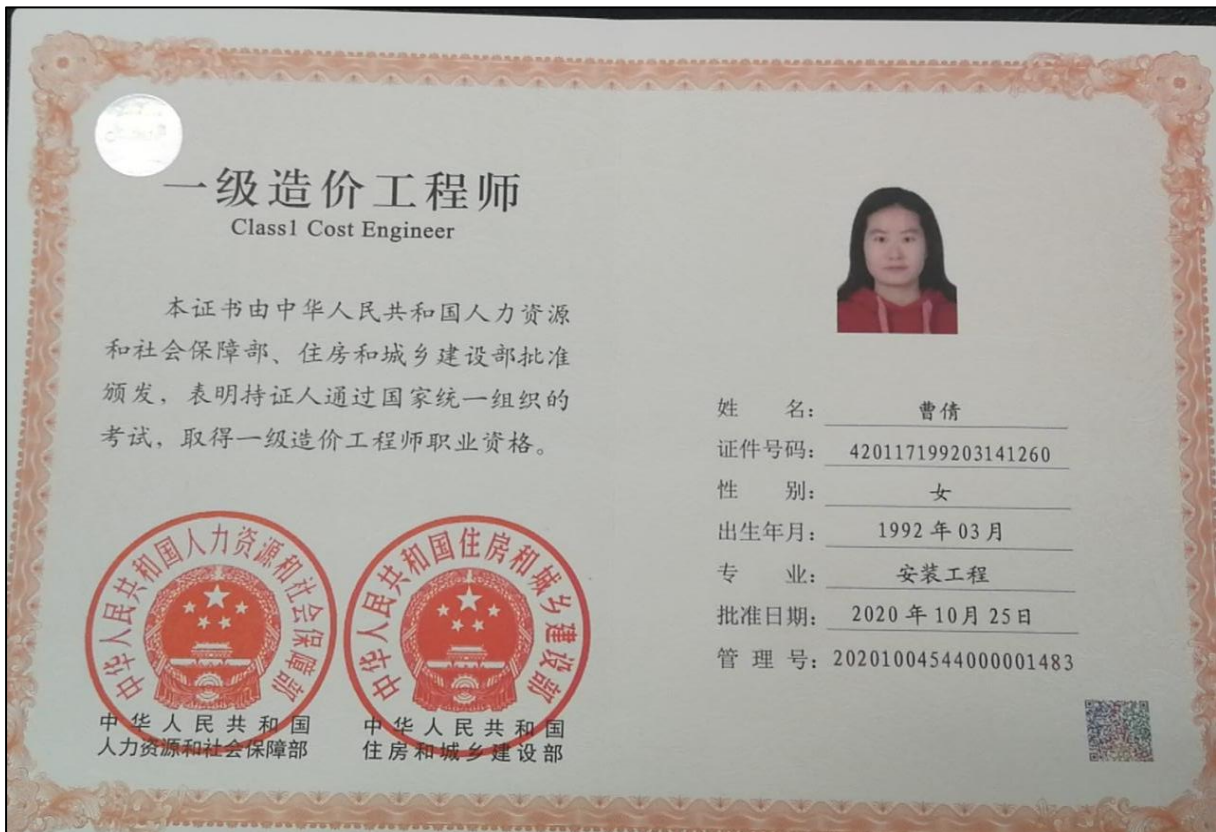 一级造价工程师
Class1 Cost Engineer
本证书由中华人民共和国人力资源
和社会保障部、住房和城乡建设部批准
颁发，表明持证人通过国家统一组织的
考试，取得一级造价工程师职业资格。
中华人民共和国人力资源和社会保障部
中华人民共和国住房和城乡建设部
中华人民共和国
人力资源和社会保障部
中华人民共和国
住房和城乡建设部
姓 名： 曹倩
证件号码： 420117199203141260
性 别： 女
出生年月： 1992年03月
专 业： 安装工程
批准日期： 2020年10月25日
管 理 号： 20201004544000001483